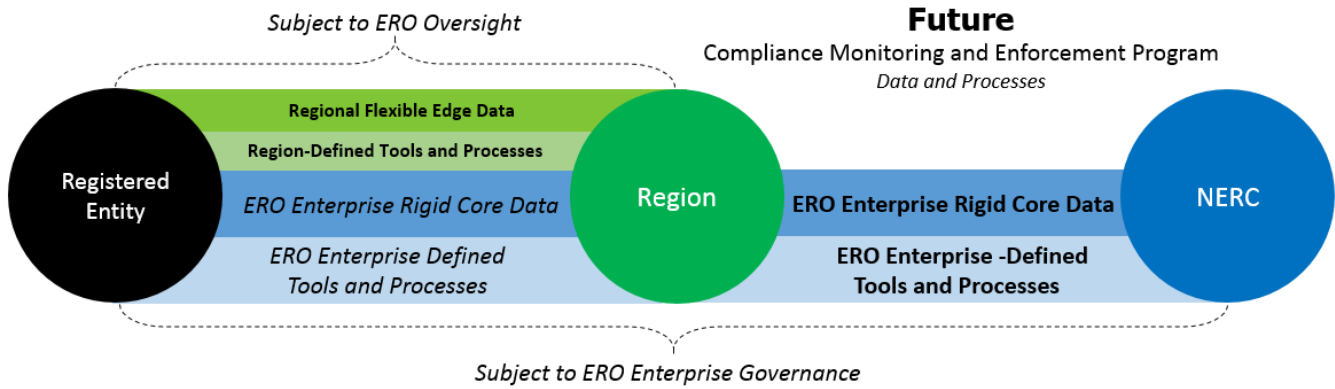 Subject to ERO Oversight
Future
Compliance Monitoring and Enforcement Program
Data and Processes
Registered
Entity
Regional Flexible Edge Data
Region-Defined Tools and Processes
ERO Enterprise Rigid Core Data
ERO Enterprise Defined
Tools and Processes
Region
ERO Enterprise Rigid Core Data
ERO Enterprise -Defined
Tools and Processes
NERC
Subject to ERO Enterprise Governance